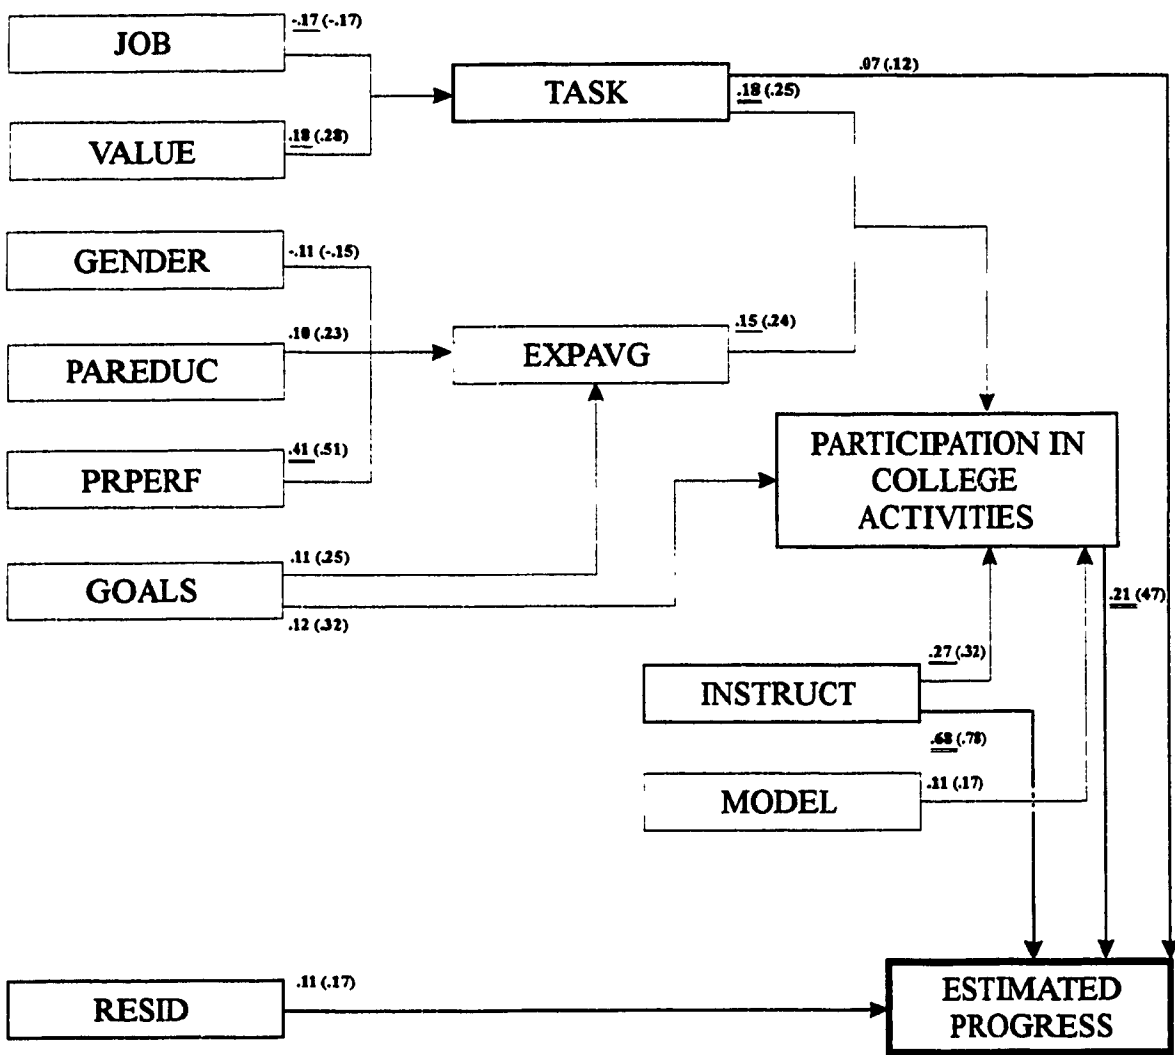 -.17 (-.17)
JOB
.07 (.12)
TASK
.18 (.25)
.18 (.28)
VALUE
-.11 (-.15)
GENDER
.10 (.23)
.15 (.24)
EXPAVG
PAREDUC
PARTICIPATION IN
COLLEGE
ACTIVITIES
.41 (.51)
PRPERF
.11 (.25)
GOALS
.12 (.32)
.21 (47)
.27 (.32)
INSTRUCT
.68 (.78)
.11 (.17)
MODEL
.11 (.17)
RESID
ESTIMATED
PROGRESS